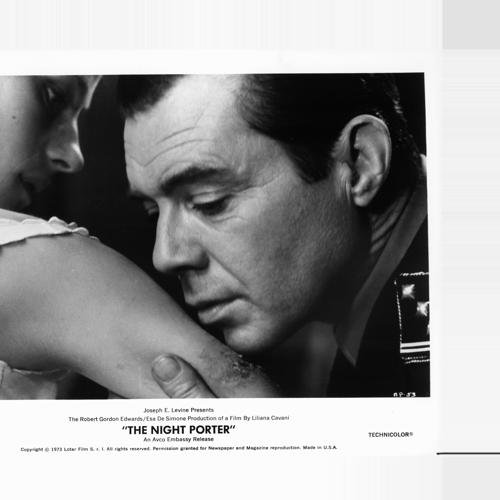 NP-53
Joseph E. Levine Presents
The Robert Gordon Edwards/Esa De Simone Production of a Film By Liliana Cavani
"THE NIGHT PORTER"
An Avco Embassy Release
TECHNICOLOR®
Copyright © 1973 Lotar Film S. r. l. All rights reserved. Permission granted for Newspaper and Magazine reproduction. Made in U.S.A.